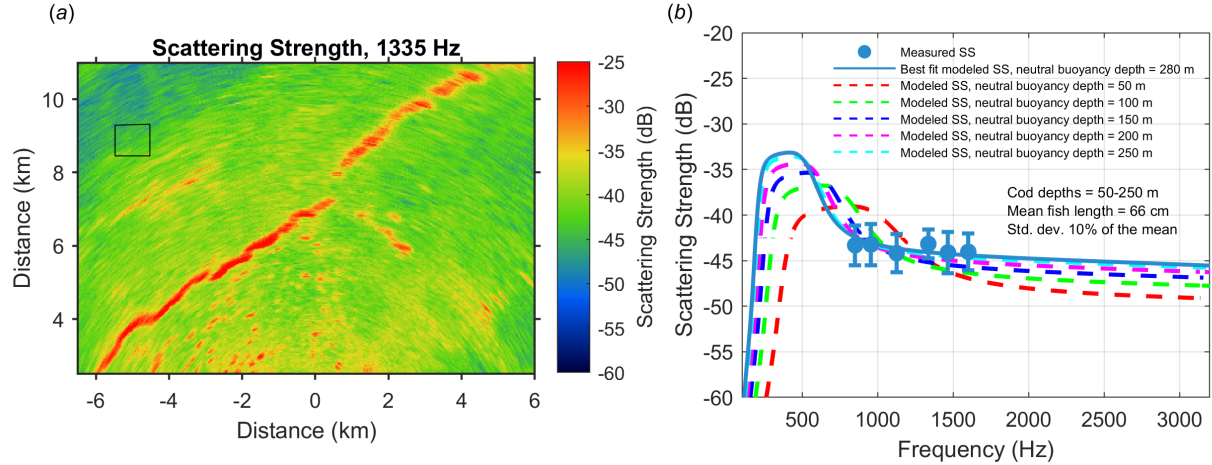 (a)
Scattering Strength, 1335 Hz
10
8
6
4
Distance (km)
-6
-4
-2
0
2
4
6
Distance (km)
-25
-30
-35
-40
-45
-50
-55
-60
Scattering Strength (dB)
(b)
-20
-25
-30
-35
-40
-45
-50
-55
-60
Scattering Strength (dB)
Measured SS
Best fit modeled SS, neutral buoyancy depth = 280 m
Modeled SS, neutral buoyancy depth = 50 m
Modeled SS, neutral buoyancy depth = 100 m
Modeled SS, neutral buoyancy depth = 150 m
Modeled SS, neutral buoyancy depth = 200 m
Modeled SS, neutral buoyancy depth = 250 m
Cod depths = 50-250 m
Mean fish length = 66 cm
Std. dev. 10% of the mean
500
1000
1500
2000
2500
3000
Frequency (Hz)